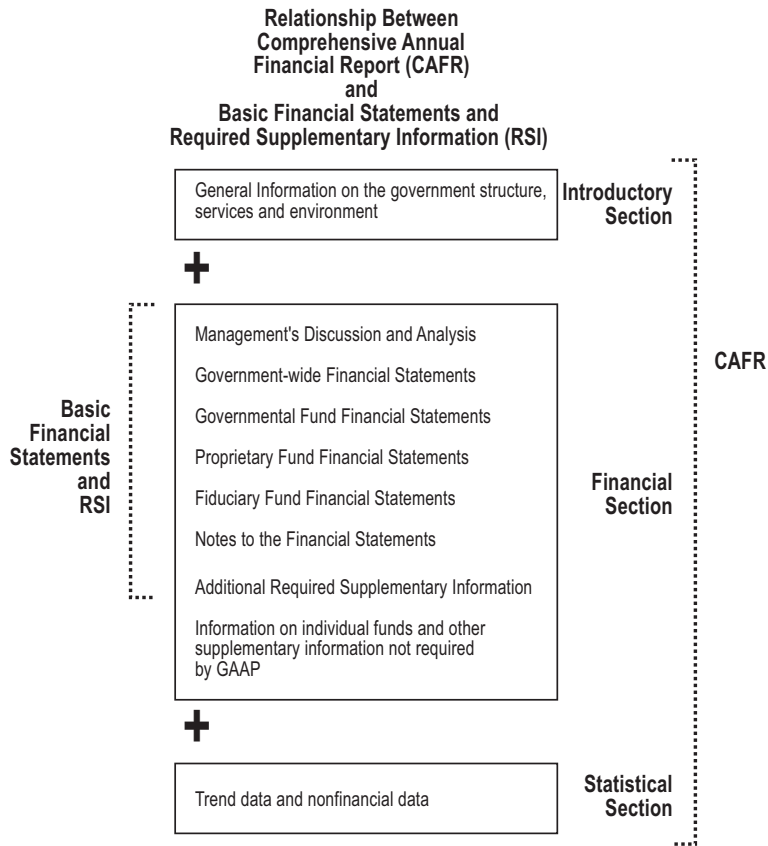 Relationship Between
Comprehensive Annual
Financial Report (CAFR)
and
Basic Financial Statements and
Required Supplementary Information (RSI)
General Information on the government structure,
services and environment
Introductory
Section
+
Management's Discussion and Analysis
Government-wide Financial Statements
Governmental Fund Financial Statements
Proprietary Fund Financial Statements
Fiduciary Fund Financial Statements
Notes to the Financial Statements
Additional Required Supplementary Information
Information on individual funds and other
supplementary information not required
by GAAP
Basic
Financial
Statements
and
RSI
Financial
Section
CAFR
+
Trend data and nonfinancial data
Statistical
Section